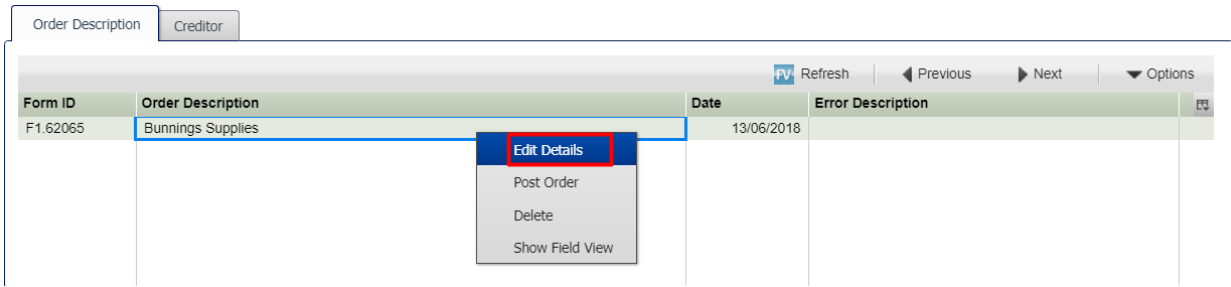 Order Description Creditor
FV Refresh Previous Next Options
Form ID Order Description Date Error Description
F1.62065 Bunnings Supplies 13/06/2018
Edit Details
Post Order
Delete
Show Field View